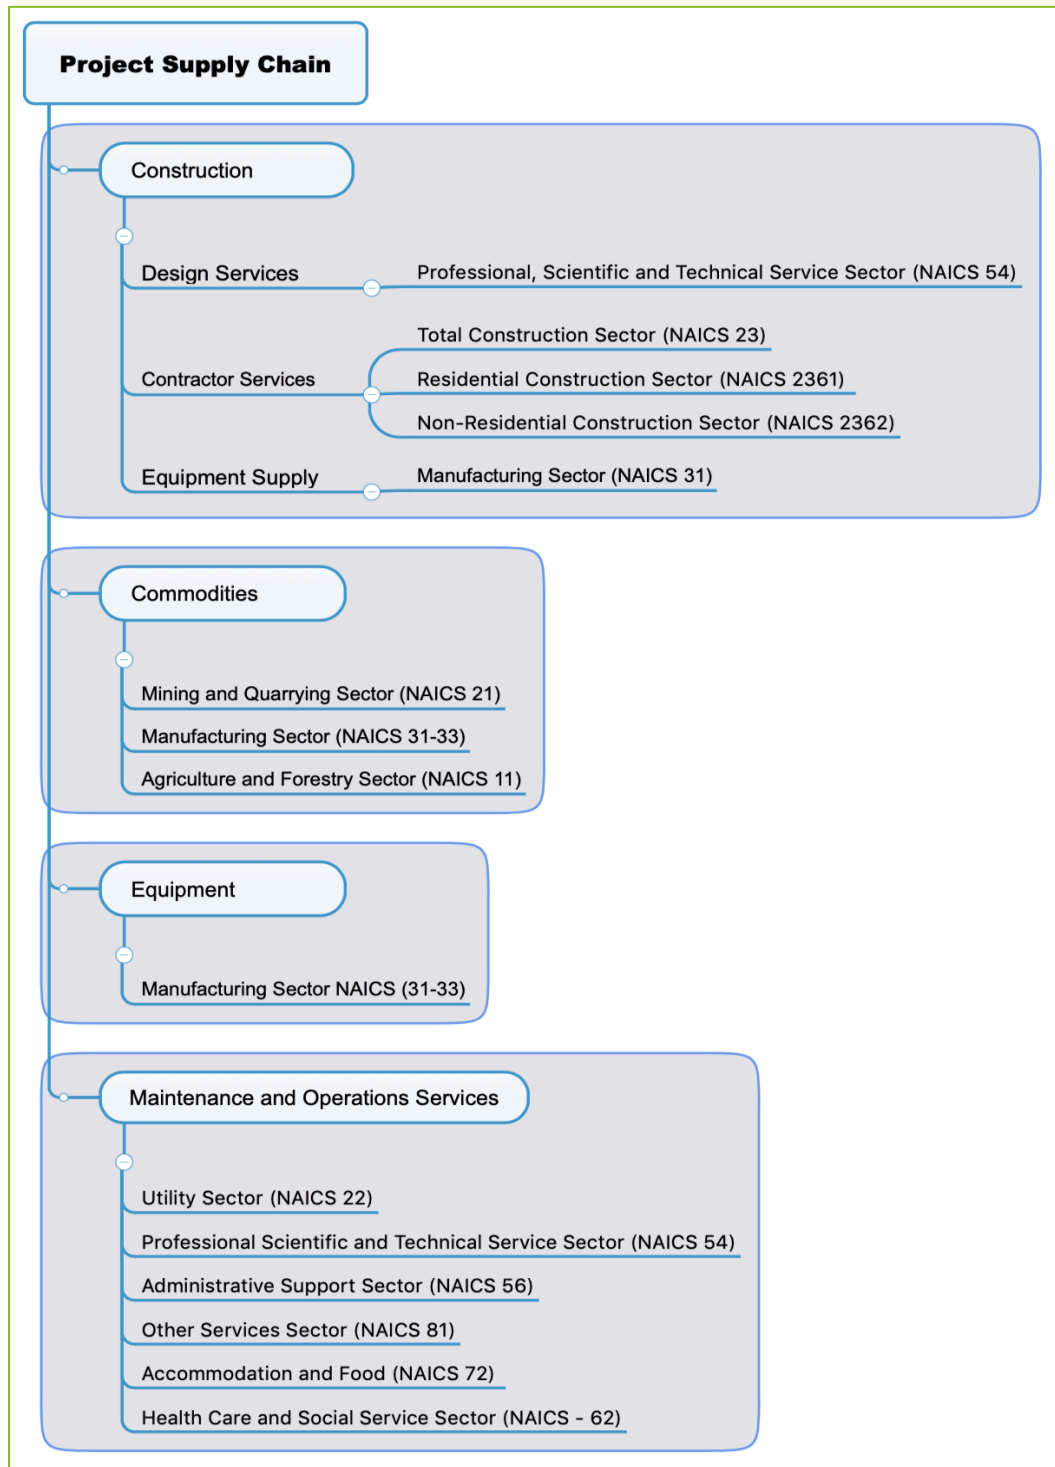 Project Supply Chain
Construction
Design Services
Professional, Scientific and Technical Service Sector (NAICS 54)
Contractor Services
Total Construction Sector (NAICS 23)
Residential Construction Sector (NAICS 2361)
Non-Residential Construction Sector (NAICS 2362)
Equipment Supply
Manufacturing Sector (NAICS 31)
Commodities
Mining and Quarrying Sector (NAICS 21)
Manufacturing Sector (NAICS 31-33)
Agriculture and Forestry Sector (NAICS 11)
Equipment
Manufacturing Sector NAICS (31-33)
Maintenance and Operations Services
Utility Sector (NAICS 22)
Professional Scientific and Technical Service Sector (NAICS 54)
Administrative Support Sector (NAICS 56)
Other Services Sector (NAICS 81)
Accommodation and Food (NAICS 72)
Health Care and Social Service Sector (NAICS - 62)